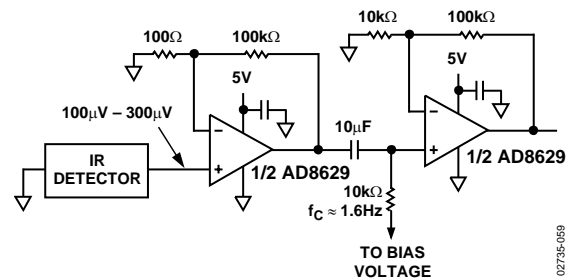 100Ω
100kΩ
10kΩ
100kΩ
5V
5V
100μV – 300μV
10μF
IR
DETECTOR
–
+
–
+
1/2 AD8629
1/2 AD8629
10kΩ
fC ≈ 1.6Hz
TO BIAS
VOLTAGE
02735-059